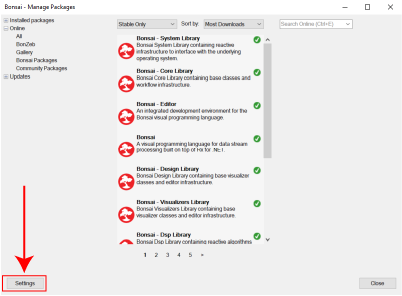 Bonsai - Manage Packages
Installed packages
Online
All
BonZeb
Gallery
Bonsai Packages
Community Packages
Updates
Stable Only
Sort by: Most Downloads
Search Online (Ctrl+E)
Bonsai - System Library
Bonsai System Library containing reactive
infrastructure to interface with the underlying
operating system.
Bonsai - Core Library
Bonsai Core Library containing base classes and
workflow infrastructure.
Bonsai - Editor
An integrated development environment for the
Bonsai visual programming language.
Bonsai
A visual programming language for data stream
processing built on top of Rx for .NET.
Bonsai - Design Library
Bonsai Design Library containing base visualizer
classes and editor infrastructure.
Bonsai - Visualizers Library
Bonsai Visualizers Library containing base
visualizer classes and editor infrastructure.
Bonsai - Dsp Library
Bonsai Dsp Library containing reactive algorithms
1 2 3 4 5 »
Settings
Close